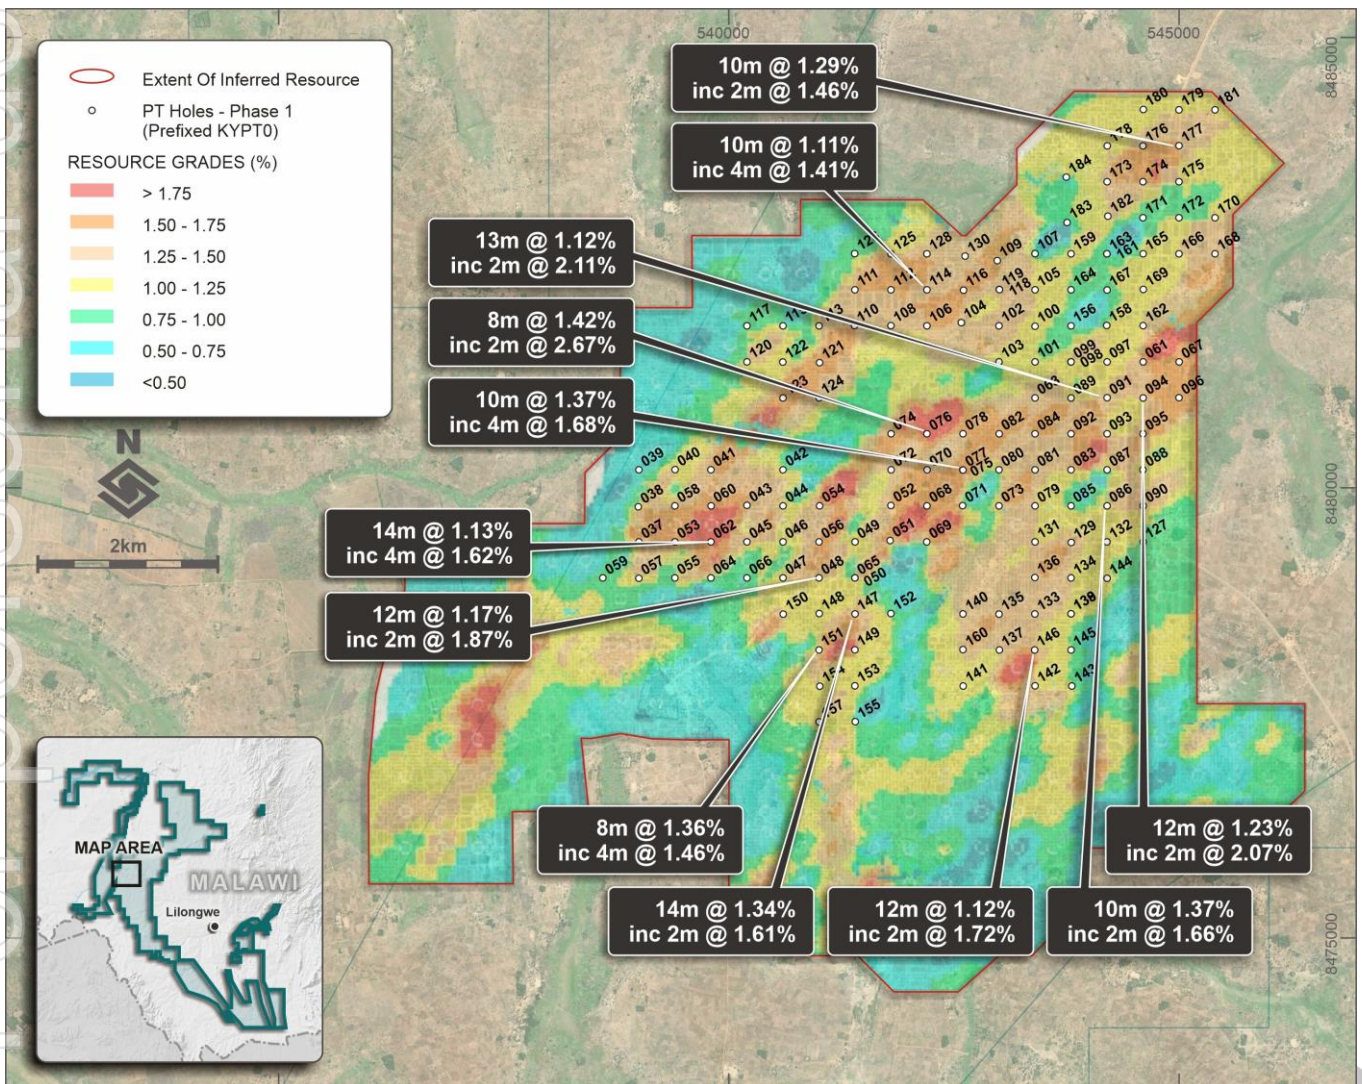 540000
545000
8485000
8480000
8475000
Extent Of Inferred Resource
PT Holes - Phase 1
(Prefixed KYPT0)
RESOURCE GRADES (%)
> 1.75
1.50 - 1.75
1.25 - 1.50
1.00 - 1.25
0.75 - 1.00
0.50 - 0.75
<0.50
N
2km
10m @ 1.29%
inc 2m @ 1.46%
10m @ 1.11%
inc 4m @ 1.41%
13m @ 1.12%
inc 2m @ 2.11%
8m @ 1.42%
inc 2m @ 2.67%
10m @ 1.37%
inc 4m @ 1.68%
14m @ 1.13%
inc 4m @ 1.62%
12m @ 1.17%
inc 2m @ 1.87%
8m @ 1.36%
inc 4m @ 1.46%
14m @ 1.34%
inc 2m @ 1.61%
12m @ 1.12%
inc 2m @ 1.72%
10m @ 1.37%
inc 2m @ 1.66%
12m @ 1.23%
inc 2m @ 2.07%
180 179 181
178 176 177
184 173 174 175
183 182 171 172 170
125 128 130 109 107 159 163 161 165 166 168
111 114 116 119 118 105 164 167 169
117 110 108 106 104 102 100 156 158 162
120 122 121 103 101 099 098 097 061 067
124 063 089 091 094 096
074 076 078 082 084 092 093 095
039 040 041 042 072 070 077 075 080 081 083 087 088
038 058 060 043 044 054 052 068 071 073 079 085 086 090
037 053 062 045 046 056 049 051 069 131 129 132 127
059 057 055 064 066 047 048 065 050 136 134 144
150 148 147 152 140 135 133
151 149 160 137 146 145
153 141 142 143
155
MAP AREA
MALAWI
Lilongwe